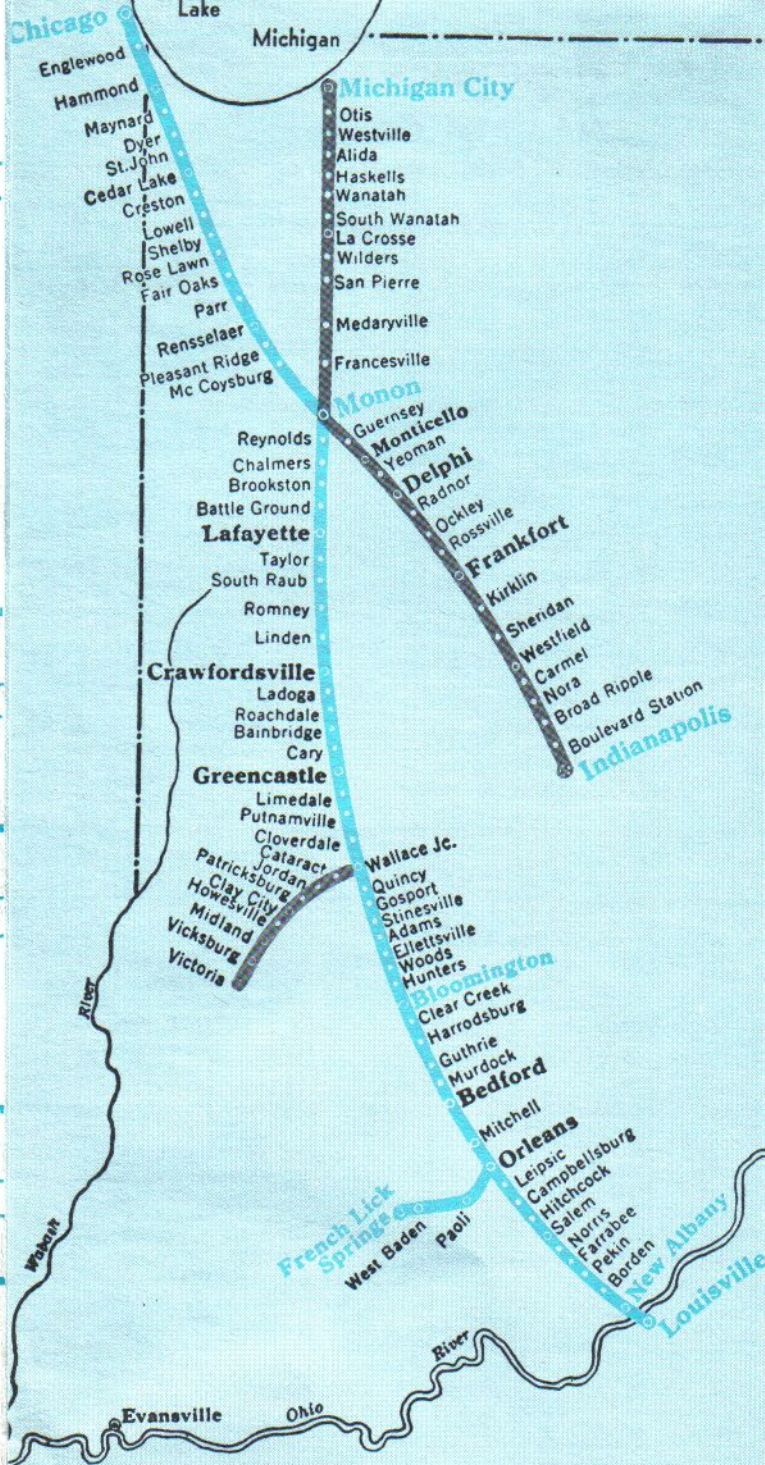 Lake
Michigan
Chicago
Englewood
Hammond
Maynard
Dyer
St. John
Cedar Lake
Creston
Lowell
Shelby
Rose Lawn
Fair Oaks
Parr
Rensselaer
Pleasant Ridge
Mc Coysburg
Michigan City
Otis
Westville
Alida
Haskells
Wanatah
South Wanatah
La Crosse
Wilders
San Pierre
Medaryville
Francesville
Monon
Guernsey
Monticello
Yeoman
Delphi
Radnor
Ockley
Rossville
Frankfort
Kirklin
Sheridan
Westfield
Carmel
Nora
Broad Ripple
Boulevard Station
Indianapolis
Reynolds
Chalmers
Brookston
Battle Ground
Lafayette
Taylor
South Raub
Romney
Linden
Crawfordsville
Ladoga
Roachdale
Bainbridge
Cary
Greencastle
Limedale
Putnamville
Cloverdale
Cataract
Jordan
Patricksburg
Clay City
Howesville
Midland
Vicksburg
Victoria
Wallace Jc.
Quincy
Gosport
Stinesville
Adams
Ellettsville
Woods
Hunters
Bloomington
Clear Creek
Harrodsburg
Guthrie
Murdock
Bedford
Mitchell
Orleans
Leipsic
Campbellsburg
Hitchcock
Salem
Norris
Farrabee
Pekin
Borden
New Albany
Louisville
French Lick
Springs
West Baden
Paoli
River
Wabash
Evansville
Ohio
River